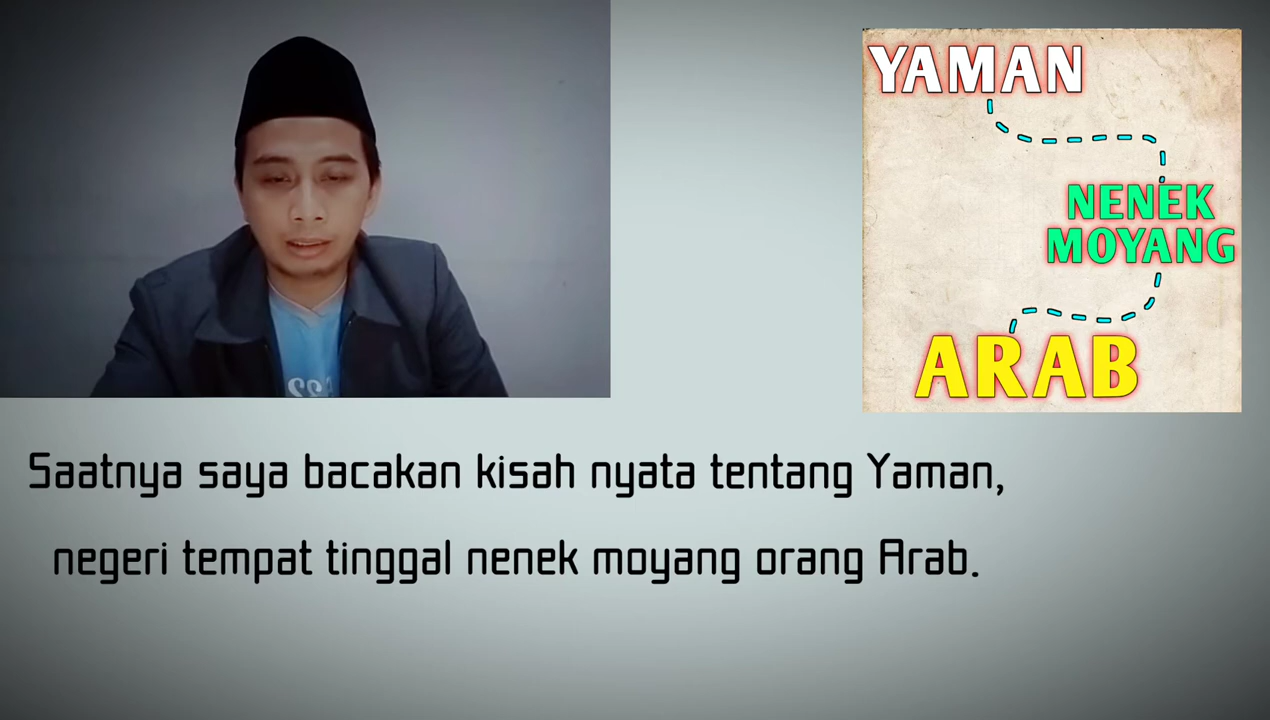 YAMAN
NENEK
MOYANG
ARAB
Saatnya saya bacakan kisah nyata tentang Yaman,
negeri tempat tinggal nenek moyang orang Arab.